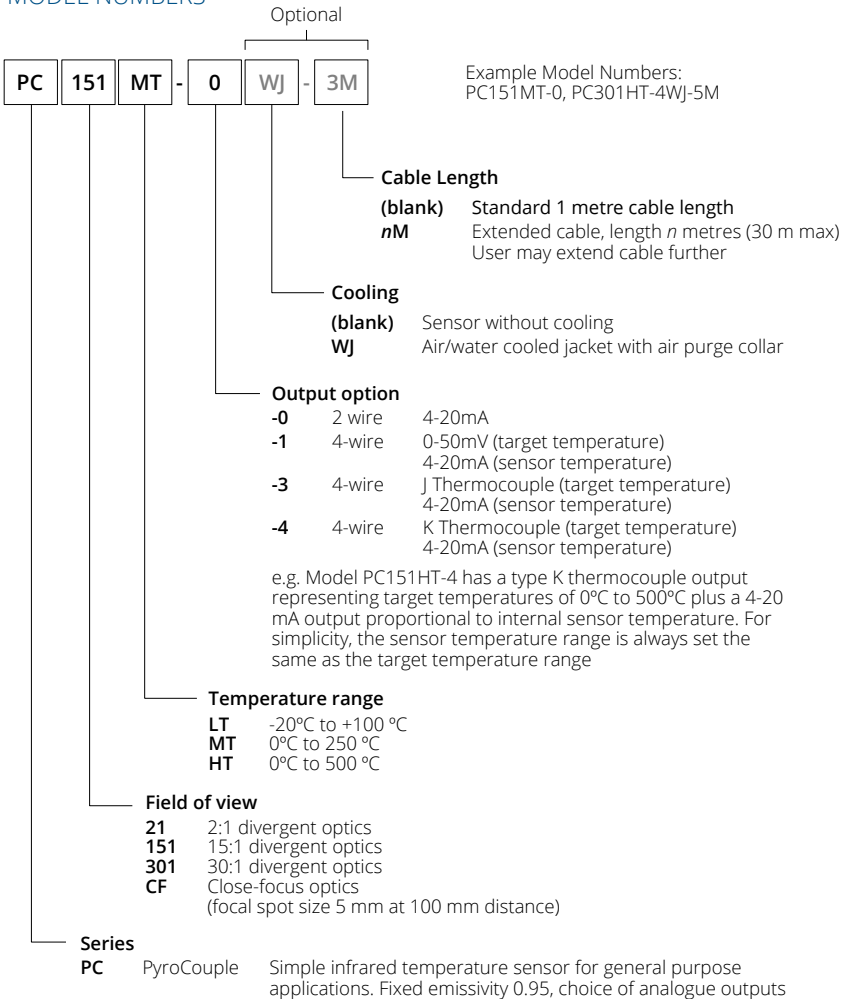 MODEL NUMBERS
Optional
PC 151 MT - 0 WJ - 3M
Example Model Numbers:
PC151MT-0, PC301HT-4WJ-5M
Cable Length
(blank) Standard 1 metre cable length
nM Extended cable, length n metres (30 m max)
User may extend cable further
Cooling
(blank) Sensor without cooling
WJ Air/water cooled jacket with air purge collar
Output option
-0 2 wire 4-20mA
-1 4-wire 0-50mV (target temperature)
4-20mA (sensor temperature)
-3 4-wire J Thermocouple (target temperature)
4-20mA (sensor temperature)
-4 4-wire K Thermocouple (target temperature)
4-20mA (sensor temperature)
e.g. Model PC151HT-4 has a type K thermocouple output
representing target temperatures of 0ºC to 500ºC plus a 4-20
mA output proportional to internal sensor temperature. For
simplicity, the sensor temperature range is always set the
same as the target temperature range
Temperature range
LT -20ºC to +100 ºC
MT 0ºC to 250 ºC
HT 0ºC to 500 ºC
Field of view
21 2:1 divergent optics
151 15:1 divergent optics
301 30:1 divergent optics
CF Close-focus optics
(focal spot size 5 mm at 100 mm distance)
Series
PC PyroCouple Simple infrared temperature sensor for general purpose
applications. Fixed emissivity 0.95, choice of analogue outputs